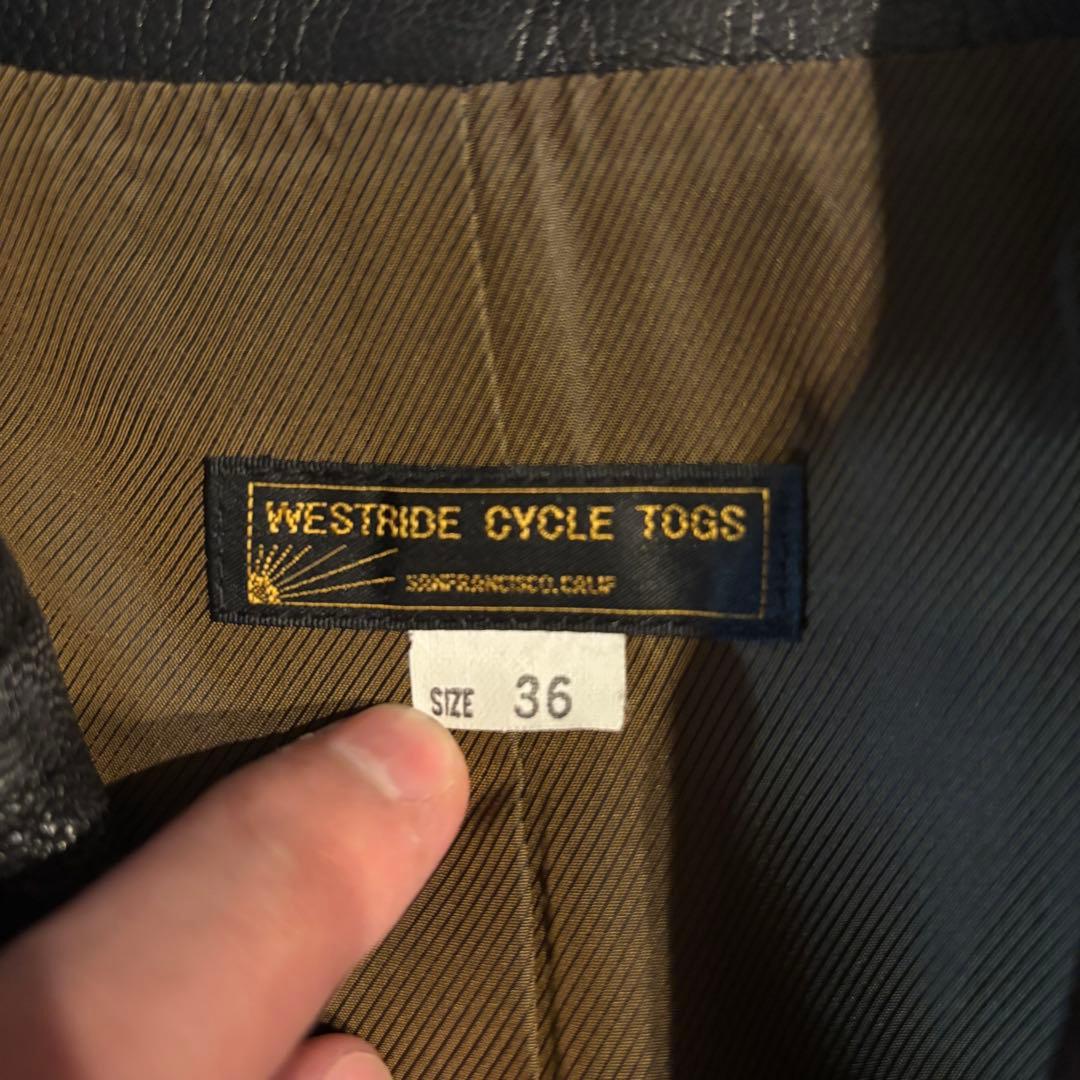 WESTRIDE CYCLE TOGS
SANFRANCISCO.CALIF
SIZE 36